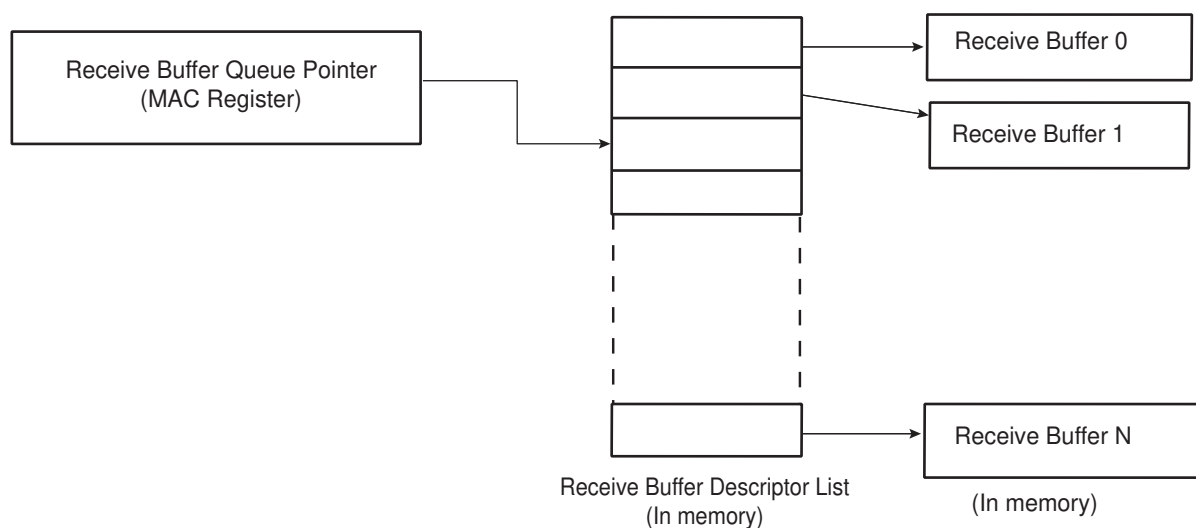 Receive Buffer Queue Pointer
(MAC Register)
Receive Buffer 0
Receive Buffer 1
Receive Buffer N
Receive Buffer Descriptor List
(In memory)
(In memory)